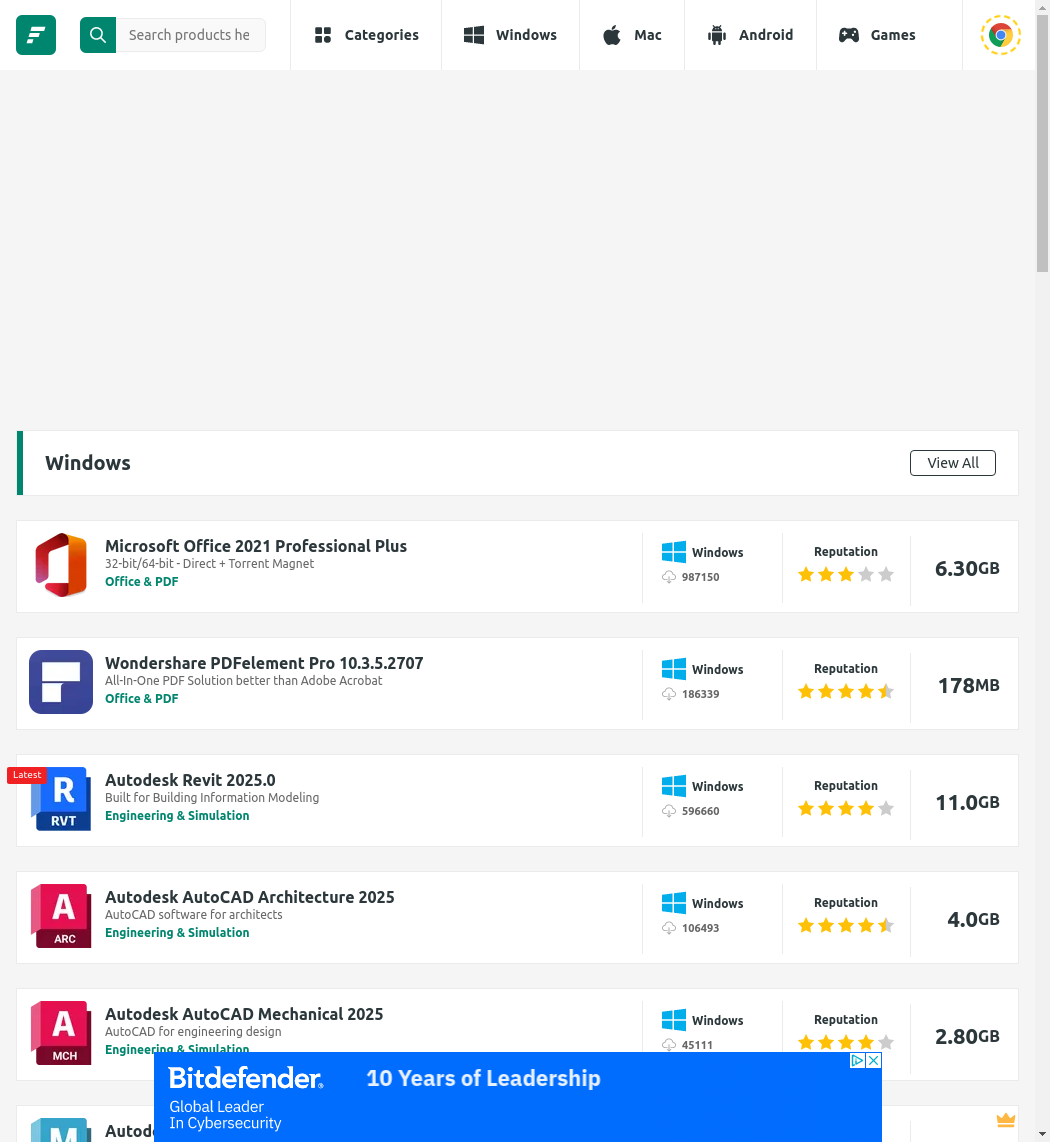 Search products he
Categories
Windows
Mac
Android
Games
Windows
View All
Microsoft Office 2021 Professional Plus
32-bit/64-bit - Direct + Torrent Magnet
Office & PDF
Windows
987150
Reputation
6.30GB
Wondershare PDFelement Pro 10.3.5.2707
All-In-One PDF Solution better than Adobe Acrobat
Office & PDF
Windows
186339
Reputation
178MB
Latest
R
RVT
Autodesk Revit 2025.0
Built for Building Information Modeling
Engineering & Simulation
Windows
596660
Reputation
11.0GB
A
ARC
Autodesk AutoCAD Architecture 2025
AutoCAD software for architects
Engineering & Simulation
Windows
106493
Reputation
4.0GB
A
MCH
Autodesk AutoCAD Mechanical 2025
AutoCAD for engineering design
Engineering & Simulation
Windows
45111
Reputation
2.80GB
Bitdefender®
Global Leader
In Cybersecurity
10 Years of Leadership